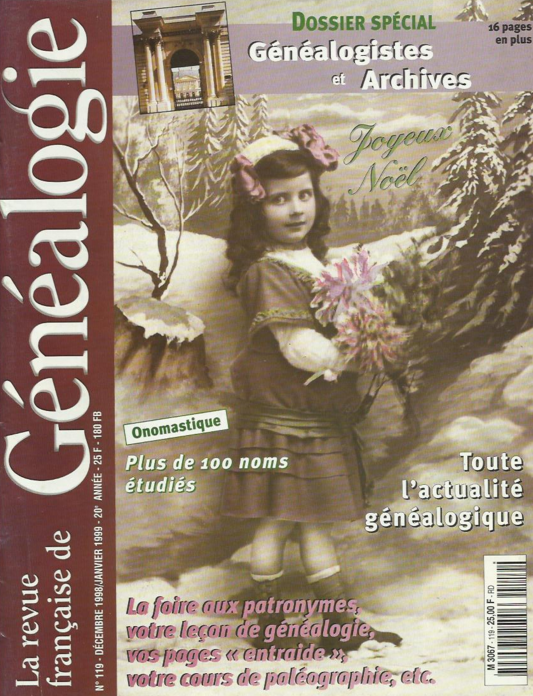 La revue
française de
Généalogie
N° 119 - DÉCEMBRE 1998/JANVIER 1999 - 20e ANNÉE - 25 F - 180 FB
DOSSIER SPÉCIAL
Généalogistes
et Archives
16 pages
en plus
Joyeux
Noël
Onomastique
Plus de 100 noms
étudiés
Toute
l'actualité
généalogique
La foire aux patronymes,
votre leçon de généalogie,
vos pages « entraide »,
votre cours de paléographie, etc.
M 3067 - 119 - 25,00 F - RD